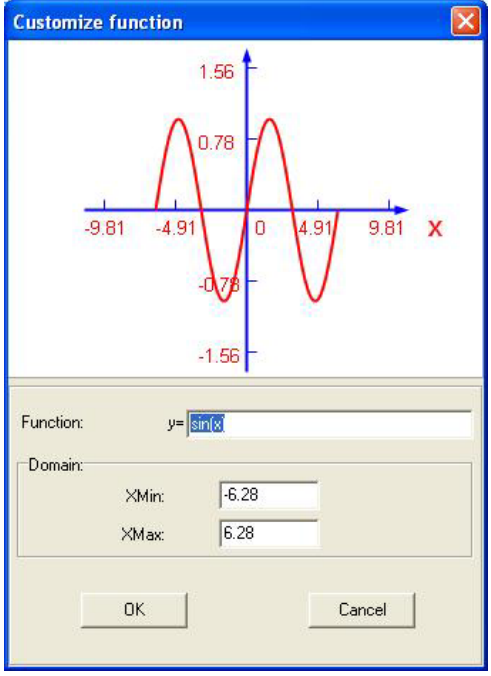 Customize function
1.56
0.78
-9.81 -4.91 0 4.91 9.81 X
-0.78
-1.56
Function: y= sin(x)
Domain:
XMin: -6.28
XMax: 6.28
OK Cancel